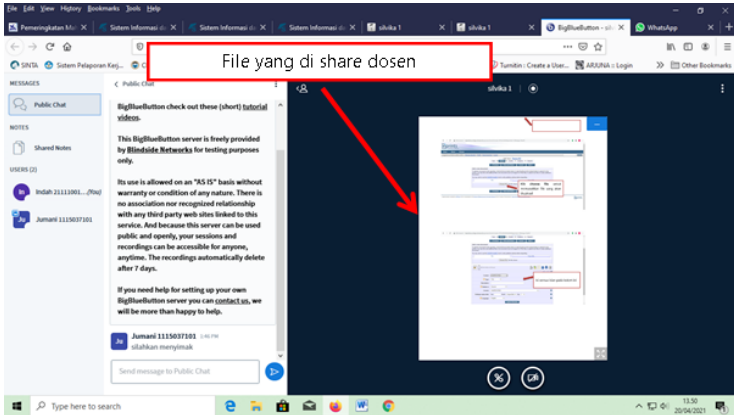 File Edit View History Bookmarks Tools Help
Pemeringkatan
Sistem Informasi
Sistem Informasi
Sistem Informasi
silvika 1
silvika 1
BigBlueButton - silv
WhatsApp
SINTA
Sistem Pelaporan Kerj...
Turnitin : Create a User...
ARJUNA :: Login
Other Bookmarks
File yang di share dosen
MESSAGES
Public Chat
NOTES
Shared Notes
USERS (2)
Indah 21111001... (You)
Jumani 1115037101
Public Chat
BigBlueButton check out these (short) tutorial
videos.
This BigBlueButton server is freely provided
by Blindside Networks for testing purposes
only.
Its use is allowed on an "AS IS" basis without
warranty or condition of any nature. There is
no association nor recognized relationship
with any third party web sites linked to this
service. And because this server can be used
public and openly, your sessions and
recordings can be accessible for anyone,
anytime. The recordings automatically delete
after 7 days.
If you need help for setting up your own
BigBlueButton server you can contact us, we
will be more than happy to help.
Jumani 1115037101 1:46 PM
silahkan menyimak
Send message to Public Chat
silvika 1
Type here to search
13.50
20/04/2021